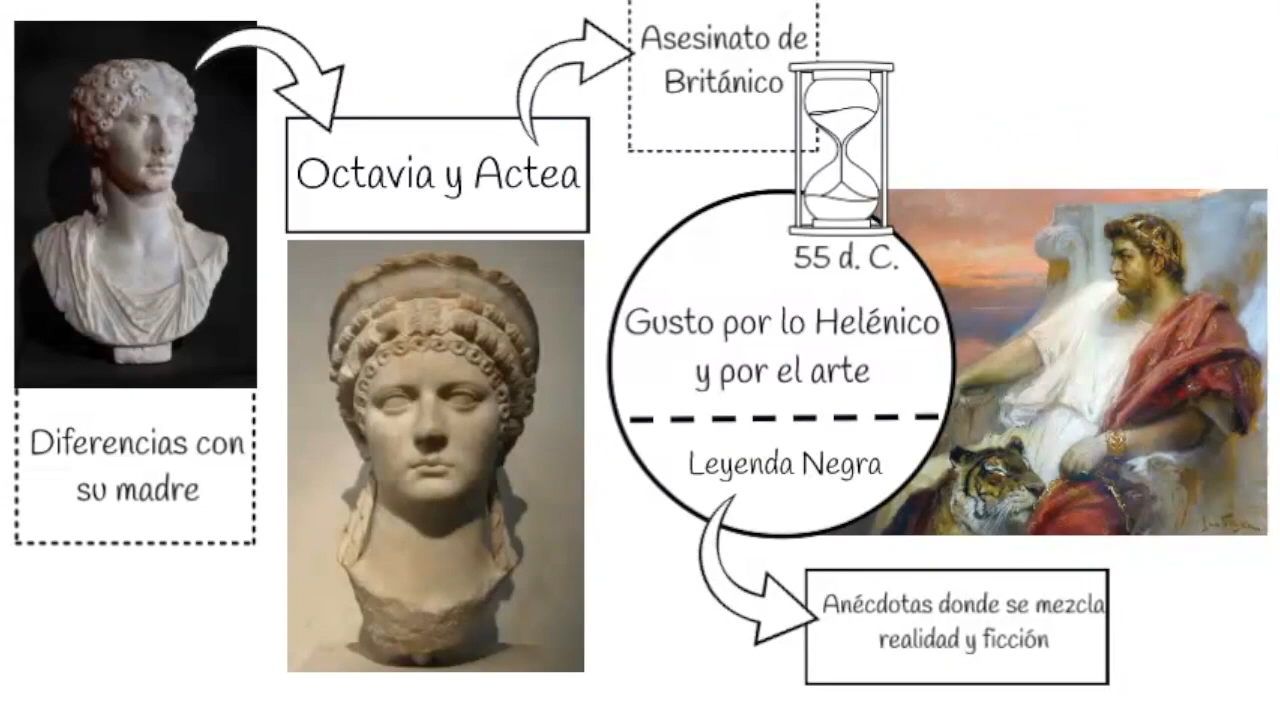 Diferencias con
su madre
Octavia y Actea
Asesinato de
Británico
55 d. C.
Gusto por lo Helénico
y por el arte
Leyenda Negra
Anécdotas donde se mezcla
realidad y ficción